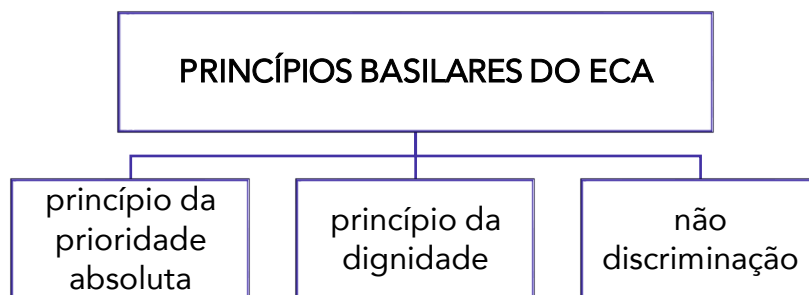 PRINCÍPIOS BASILARES DO ECA
princípio da
prioridade
absoluta
princípio da
dignidade
não
discriminação